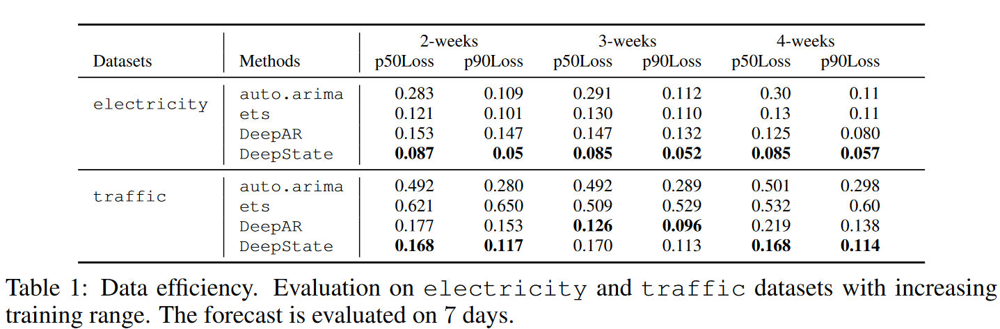 2-weeks 3-weeks 4-weeks
Datasets Methods p50Loss p90Loss p50Loss p90Loss p50Loss p90Loss
auto.arima 0.283 0.109 0.291 0.112 0.30 0.11
electricity
ets 0.121 0.101 0.130 0.110 0.13 0.11
DeepAR 0.153 0.147 0.147 0.132 0.125 0.080
DeepState 0.087 0.05 0.085 0.052 0.085 0.057
auto.arima 0.492 0.280 0.492 0.289 0.501 0.298
traffic
ets 0.621 0.650 0.509 0.529 0.532 0.60
DeepAR 0.177 0.153 0.126 0.096 0.219 0.138
DeepState 0.168 0.117 0.170 0.113 0.168 0.114
Table 1: Data efficiency. Evaluation on electricity and traffic datasets with increasing
training range. The forecast is evaluated on 7 days.